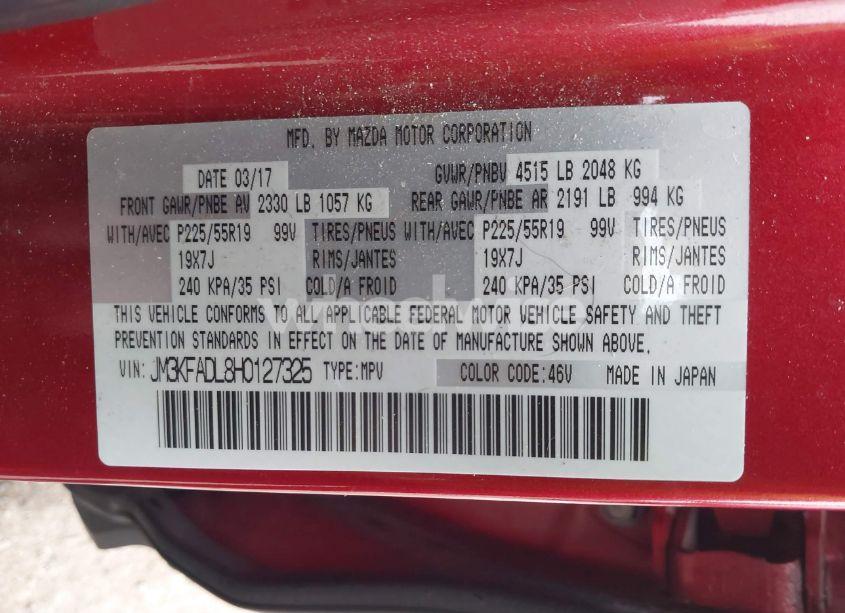 MFD. BY MAZDA MOTOR CORPORATION
DATE 03/17 GVWR/PNBV 4515 LB 2048 KG
FRONT GAWR/PNBE AV 2330 LB 1057 KG REAR GAWR/PNBE AR 2191 LB 994 KG
WITH/AVEC P225/55R19 99V TIRES/PNEUS WITH/AVEC P225/55R19 99V TIRES/PNEUS
19X7J RIMS/JANTES 19X7J RIMS/JANTES
240 KPA/35 PSI COLD/A FROID 240 KPA/35 PSI COLD/A FROID
THIS VEHICLE CONFORMS TO ALL APPLICABLE FEDERAL MOTOR VEHICLE SAFETY AND THEFT
PREVENTION STANDARDS IN EFFECT ON THE DATE OF MANUFACTURE SHOWN ABOVE.
VIN: JM3KFADL8H0127325 TYPE:MPV COLOR CODE:46V MADE IN JAPAN